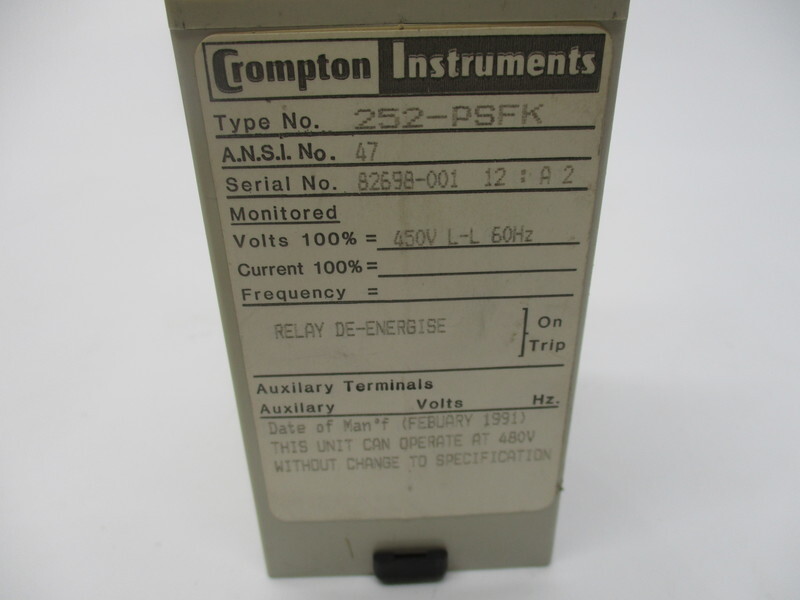 Crompton Instruments
Type No. 252-PSFK
A.N.S.I. No. 47
Serial No. 82698-001 12 : A 2
Monitored
Volts 100% = 450V L-L 60Hz
Current 100% =
Frequency =
RELAY DE-ENERGISE ] On
Trip
Auxilary Terminals
Auxilary Volts Hz.
Date of Man*f (FEBUARY 1991)
THIS UNIT CAN OPERATE AT 480V
WITHOUT CHANGE TO SPECIFICATION